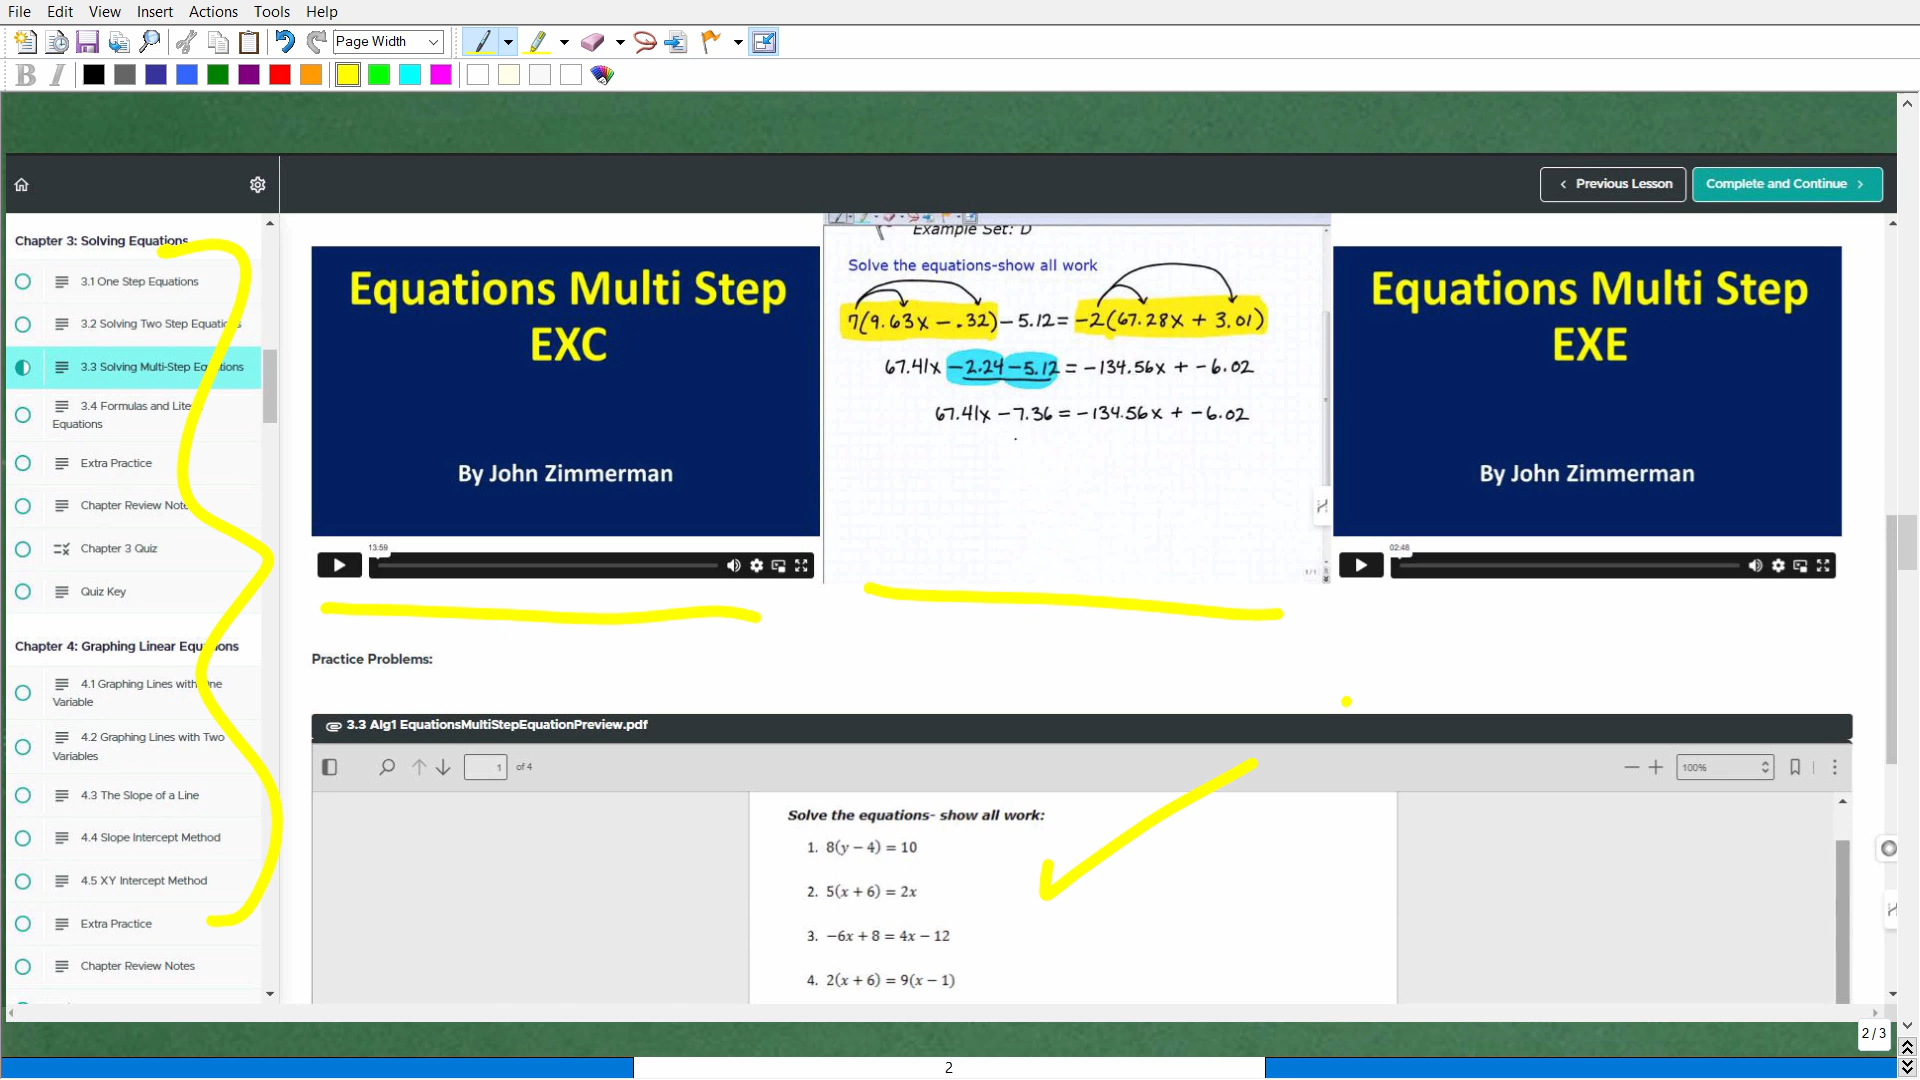 File Edit View Insert Actions Tools Help
Page Width
B I
Previous Lesson
Complete and Continue
Chapter 3: Solving Equations
3.1 One Step Equations
3.2 Solving Two Step Equations
3.3 Solving Multi-Step Equations
3.4 Formulas and Lite
Equations
Extra Practice
Chapter Review Note
Chapter 3 Quiz
Quiz Key
Chapter 4: Graphing Linear Equations
4.1 Graphing Lines with One
Variable
4.2 Graphing Lines with Two
Variables
4.3 The Slope of a Line
4.4 Slope Intercept Method
4.5 XY Intercept Method
Extra Practice
Chapter Review Notes
Equations Multi Step
EXC
By John Zimmerman
13:59
Example Set: D
Solve the equations-show all work
7(9.63x - .32) - 5.12 = -2(67.28x + 3.01)
67.41x - 2.24 - 5.12 = -134.56x + -6.02
67.41x - 7.36 = -134.56x + -6.02
1/1
Equations Multi Step
EXE
By John Zimmerman
02:48
Practice Problems:
3.3 Alg1 EquationsMultiStepEquationPreview.pdf
1 of 4
100%
Solve the equations- show all work:
1. 8(y − 4) = 10
2. 5(x + 6) = 2x
3. −6x + 8 = 4x − 12
4. 2(x + 6) = 9(x − 1)
2 / 3
2